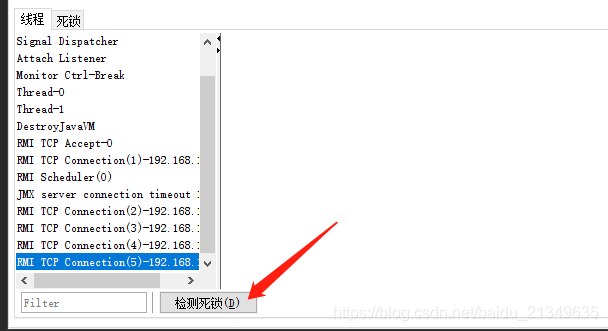 线程 死锁
Signal Dispatcher
Attach Listener
Monitor Ctrl-Break
Thread-0
Thread-1
DestroyJavaVM
RMI TCP Accept-0
RMI TCP Connection(1)-192.168.1
RMI Scheduler(0)
JMX server connection timeout 1
RMI TCP Connection(2)-192.168.1
RMI TCP Connection(3)-192.168.1
RMI TCP Connection(4)-192.168.1
RMI TCP Connection(5)-192.168.1
Filter 检测死锁(D)
https://blog.csdn.net/baidu_21349635